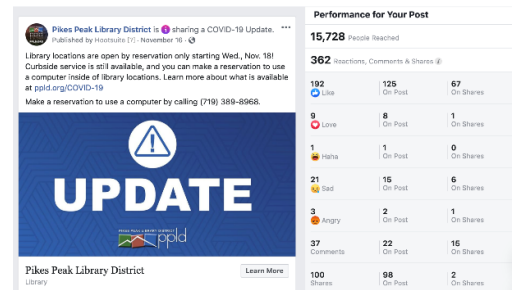 Pikes Peak Library District is sharing a COVID-19 Update.
Published by Hootsuite [?] · November 16 ·
Library locations are open by reservation only starting Wed., Nov. 18!
Curbside service is still available, and you can make a reservation to use
a computer inside of library locations. Learn more about what is available
at ppld.org/COVID-19
Make a reservation to use a computer by calling (719) 389-8968.
UPDATE
PIKES PEAK LIBRARY DISTRICT
ppld
Pikes Peak Library District
Library
Learn More
Performance for Your Post
15,728 People Reached
362 Reactions, Comments & Shares
192 125 67
Like On Post On Shares
9 8 1
Love On Post On Shares
1 1 0
Haha On Post On Shares
21 15 6
Sad On Post On Shares
3 2 1
Angry On Post On Shares
37 22 15
Comments On Post On Shares
100 98 2
Shares On Post On Shares